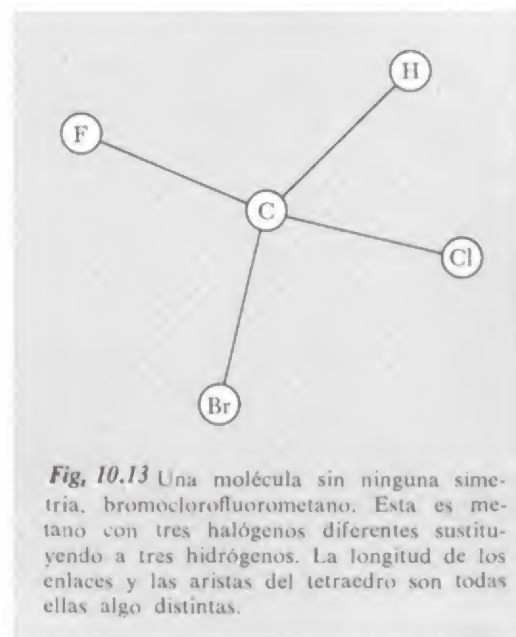 H
F
C
Cl
Br
Fig. 10.13 Una molécula sin ninguna sime-
tría, bromoclorofluorometano. Esta es me-
tano con tres halógenos diferentes sustitu-
yendo a tres hidrógenos. La longitud de los
enlaces y las aristas del tetraedro son todas
ellas algo distintas.